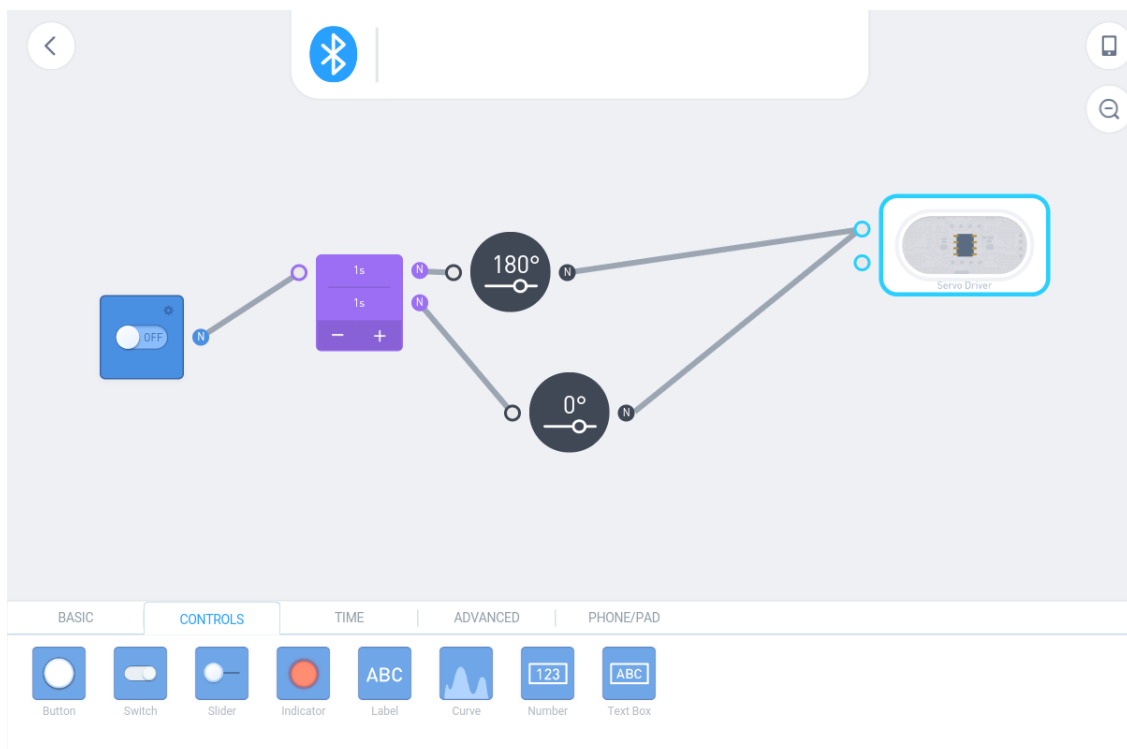 1s
1s
− +
OFF
N
N
N
180°
N
0°
N
Servo Driver
BASIC
CONTROLS
TIME
ADVANCED
PHONE/PAD
ABC
123
ABC
Button
Switch
Slider
Indicator
Label
Curve
Number
Text Box